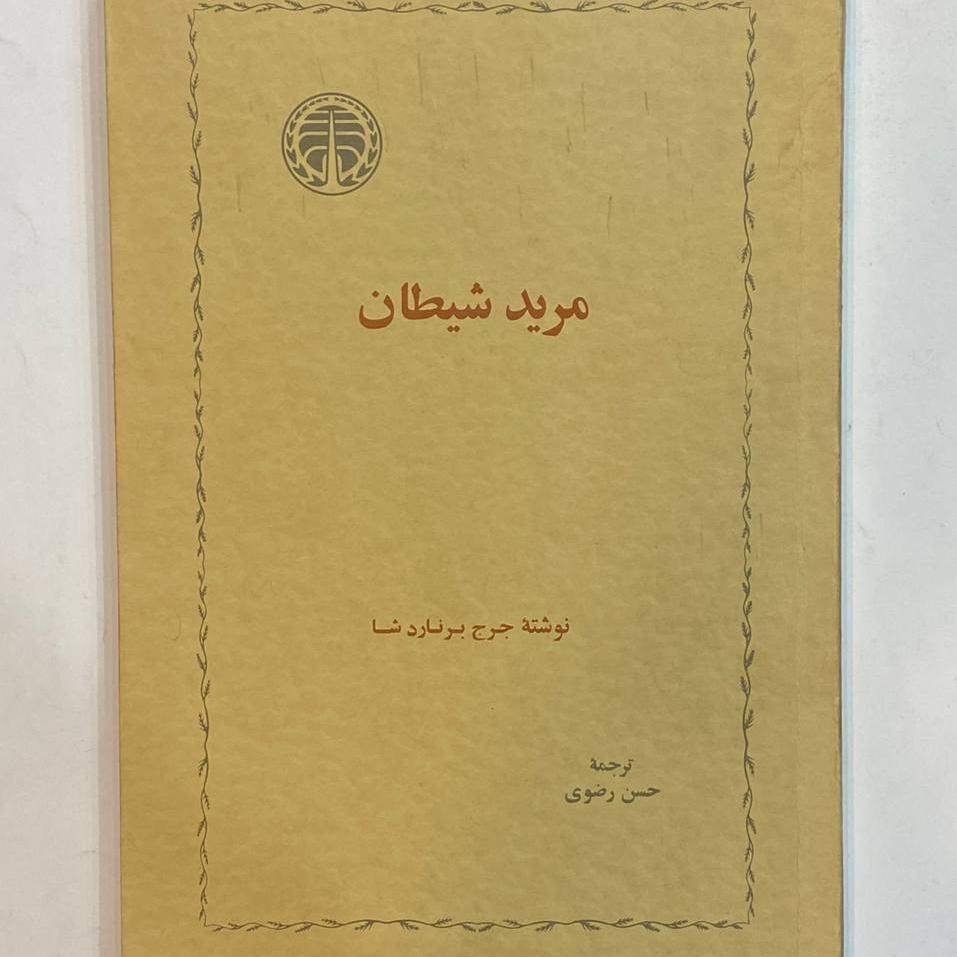 مرید شیطان
نوشتهٔ جرج برنارد شا
ترجمهٔ
حسن رضوی